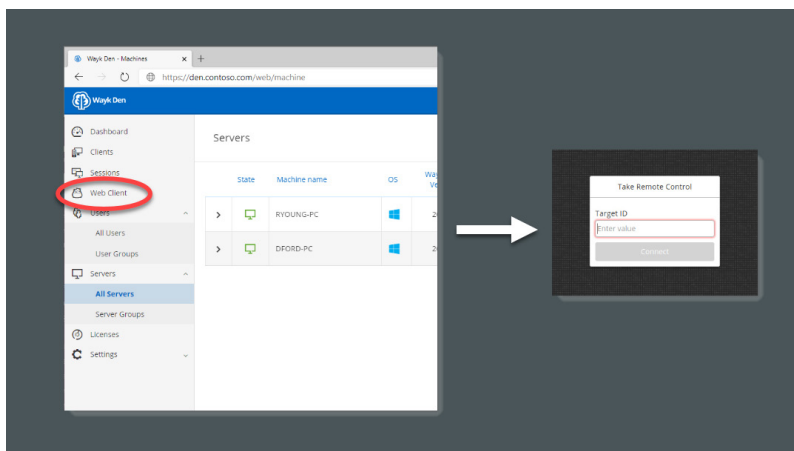 Wayk Den - Machines
https://den.contoso.com/web/machine
Wayk Den
Dashboard
Clients
Sessions
Web Client
Users
All Users
User Groups
Servers
All Servers
Server Groups
Licenses
Settings
Servers
State Machine name OS
RYOUNG-PC
DFORD-PC
Take Remote Control
Target ID
Enter value
Connect